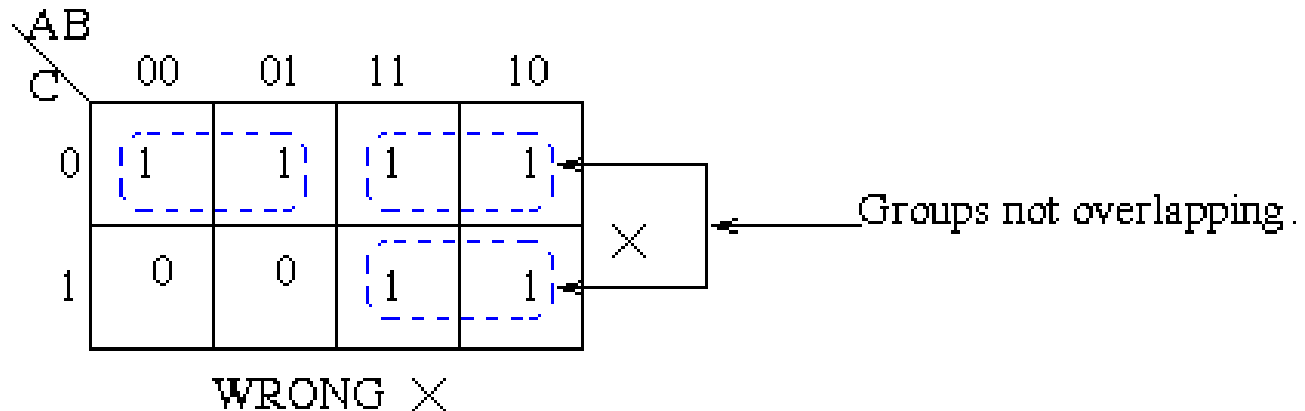 AB
C
00 01 11 10
0 1 1 1 1
Groups not overlapping.
1 0 0 1 1
WRONG ×